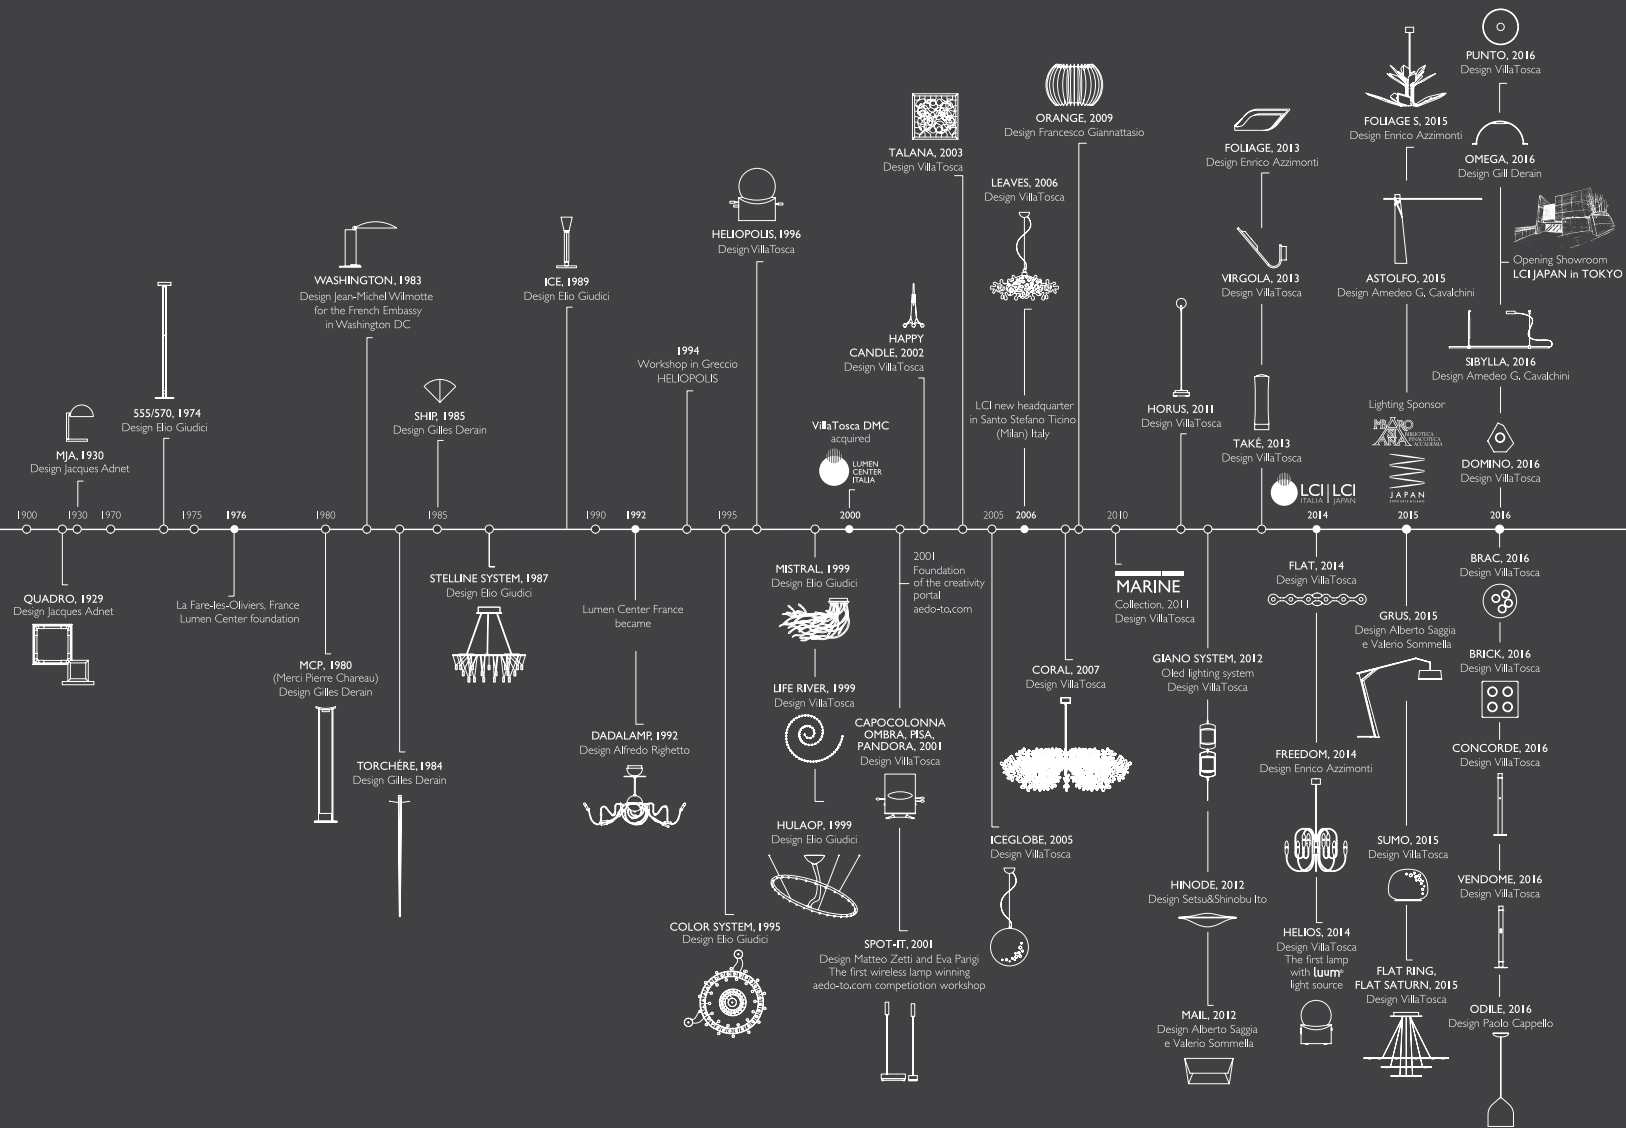 PUNTO, 2016
Design VillaTosca
ORANGE, 2009
Design Francesco Giannattasio
FOLIAGE S, 2015
Design Enrico Azzimonti
TALANA, 2003
Design VillaTosca
FOLIAGE, 2013
Design Enrico Azzimonti
OMEGA, 2016
Design Gill Derain
LEAVES, 2006
Design VillaTosca
HELIOPOLIS, 1996
Design VillaTosca
Opening Showroom
LCI JAPAN in TOKYO
WASHINGTON, 1983
Design Jean-Michel Wilmotte
for the French Embassy
in Washington DC
ICE, 1989
Design Elio Giudici
VIRGOLA, 2013
Design VillaTosca
ASTOLFO, 2015
Design Amedeo G. Cavalchini
HAPPY
CANDLE, 2002
Design VillaTosca
1994
Workshop in Greccio
HELIOPOLIS
SIBYLLA, 2016
Design Amedeo G. Cavalchini
555/570, 1974
Design Elio Giudici
SHIP, 1985
Design Gilles Derain
LCI new headquarter
in Santo Stefano Ticino
(Milan) Italy
HORUS, 2011
Design VillaTosca
Lighting Sponsor
BIBLIOTECA
PINACOTECA
ACCADEMIA
VillaTosca DMC
acquired
LUMEN
CENTER
ITALIA
MJA, 1930
Design Jacques Adnet
TAKÉ, 2013
Design VillaTosca
DOMINO, 2016
Design VillaTosca
LCI | LCI
ITALIA JAPAN
JAPAN
EXPO 2015 MILANO
1900 1930 1970 1975 1976 1980 1985 1990 1992 1995 2000 2005 2006 2010 2014 2015 2016
QUADRO, 1929
Design Jacques Adnet
La Fare-les-Oliviers, France
Lumen Center foundation
STELLINE SYSTEM, 1987
Design Elio Giudici
Lumen Center France
became
MISTRAL, 1999
Design Elio Giudici
2001
Foundation
of the creativity
portal
aedo-to.com
MARINE
Collection, 2011
Design VillaTosca
FLAT, 2014
Design VillaTosca
BRAC, 2016
Design VillaTosca
GRUS, 2015
Design Alberto Saggia
e Valerio Sommella
MCP, 1980
(Merci Pierre Chareau)
Design Gilles Derain
LIFE RIVER, 1999
Design VillaTosca
CORAL, 2007
Design VillaTosca
GIANO SYSTEM, 2012
Oled lighting system
Design VillaTosca
BRICK, 2016
Design VillaTosca
DADALAMP, 1992
Design Alfredo Righetto
CAPOCOLONNA
OMBRA, PISA,
PANDORA, 2001
Design VillaTosca
TORCHÈRE, 1984
Design Gilles Derain
FREEDOM, 2014
Design Enrico Azzimonti
CONCORDE, 2016
Design VillaTosca
HULAOP, 1999
Design Elio Giudici
ICEGLOBE, 2005
Design VillaTosca
SUMO, 2015
Design VillaTosca
HINODE, 2012
Design Setsu&Shinobu Ito
VENDOME, 2016
Design VillaTosca
COLOR SYSTEM, 1995
Design Elio Giudici
SPOT-IT, 2001
Design Matteo Zetti and Eva Parigi
The first wireless lamp winning
aedo-to.com competiotion workshop
HELIOS, 2014
Design VillaTosca
The first lamp
with luum®
light source
FLAT RING,
FLAT SATURN, 2015
Design VillaTosca
MAIL, 2012
Design Alberto Saggia
e Valerio Sommella
ODILE, 2016
Design Paolo Cappello